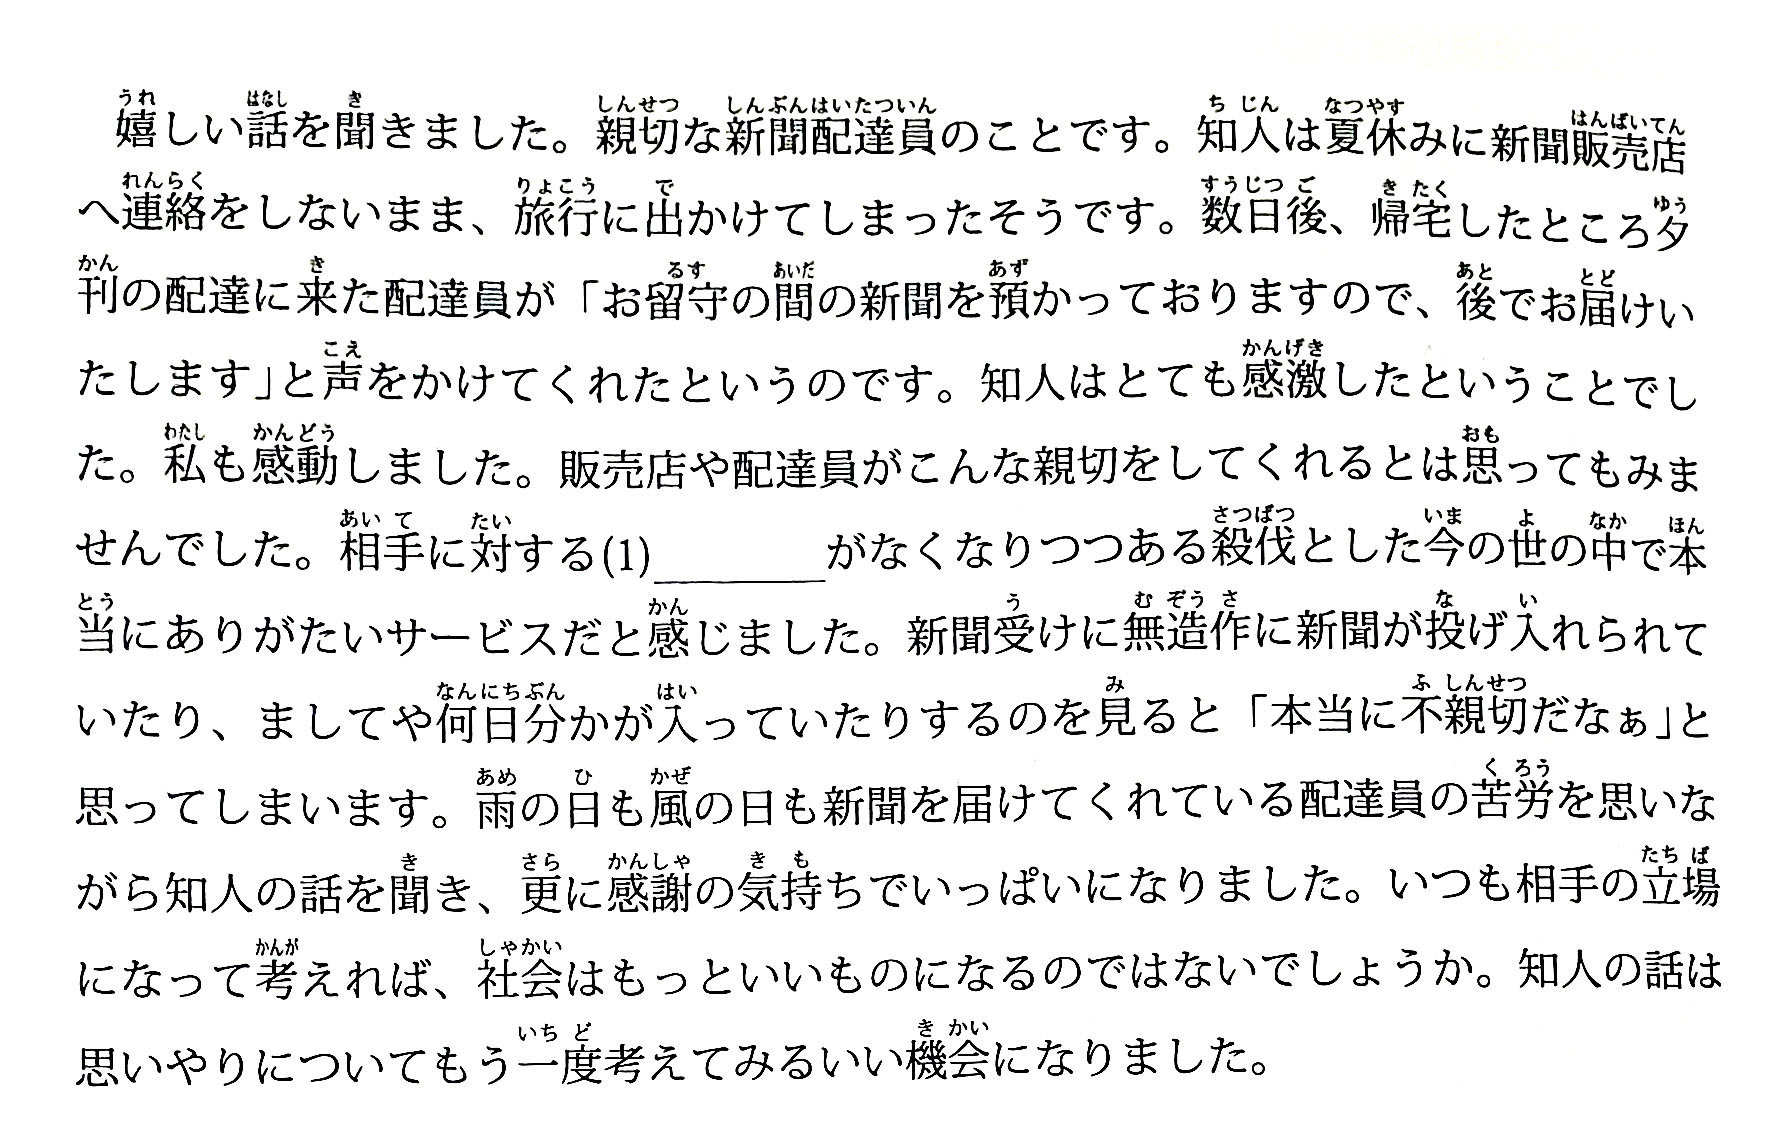 嬉しい話を聞きました。親切な新聞配達員のことです。知人は夏休みに新聞販売店
へ連絡をしないまま、旅行に出かけてしまったそうです。数日後、帰宅したところ夕
刊の配達に来た配達員が「お留守の間の新聞を預かっておりますので、後でお届けい
たします」と声をかけてくれたというのです。知人はとても感激したということでし
た。私も感動しました。販売店や配達員がこんな親切をしてくれるとは思ってもみま
せんでした。相手に対する(1)________がなくなりつつある殺伐とした今の世の中で本
当にありがたいサービスだと感じました。新聞受けに無造作に新聞が投げ入れられて
いたり、ましてや何日分かが入っていたりするのを見ると「本当に不親切だなぁ」と
思ってしまいます。雨の日も風の日も新聞を届けてくれている配達員の苦労を思いな
がら知人の話を聞き、更に感謝の気持ちでいっぱいになりました。いつも相手の立場
になって考えれば、社会はもっといいものになるのではないでしょうか。知人の話は
思いやりについてもう一度考えてみるいい機会になりました。